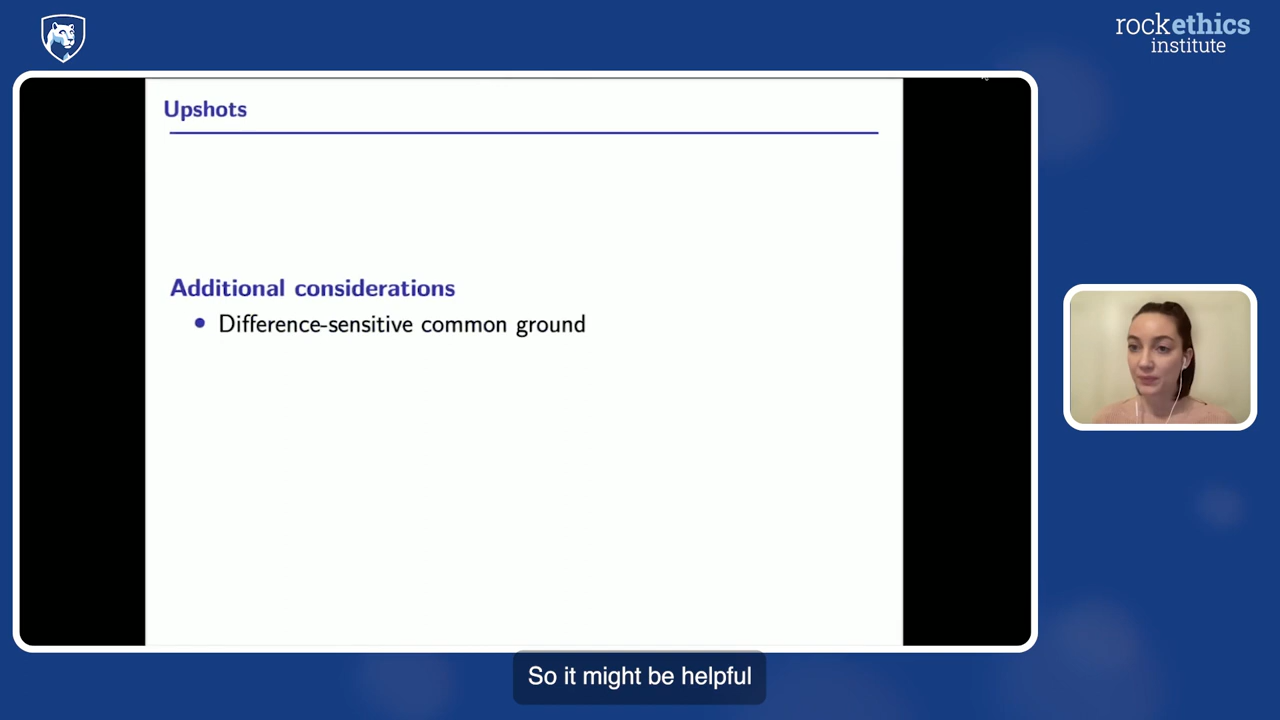 rockethics
institute
Upshots
Additional considerations
Difference-sensitive common ground
So it might be helpful